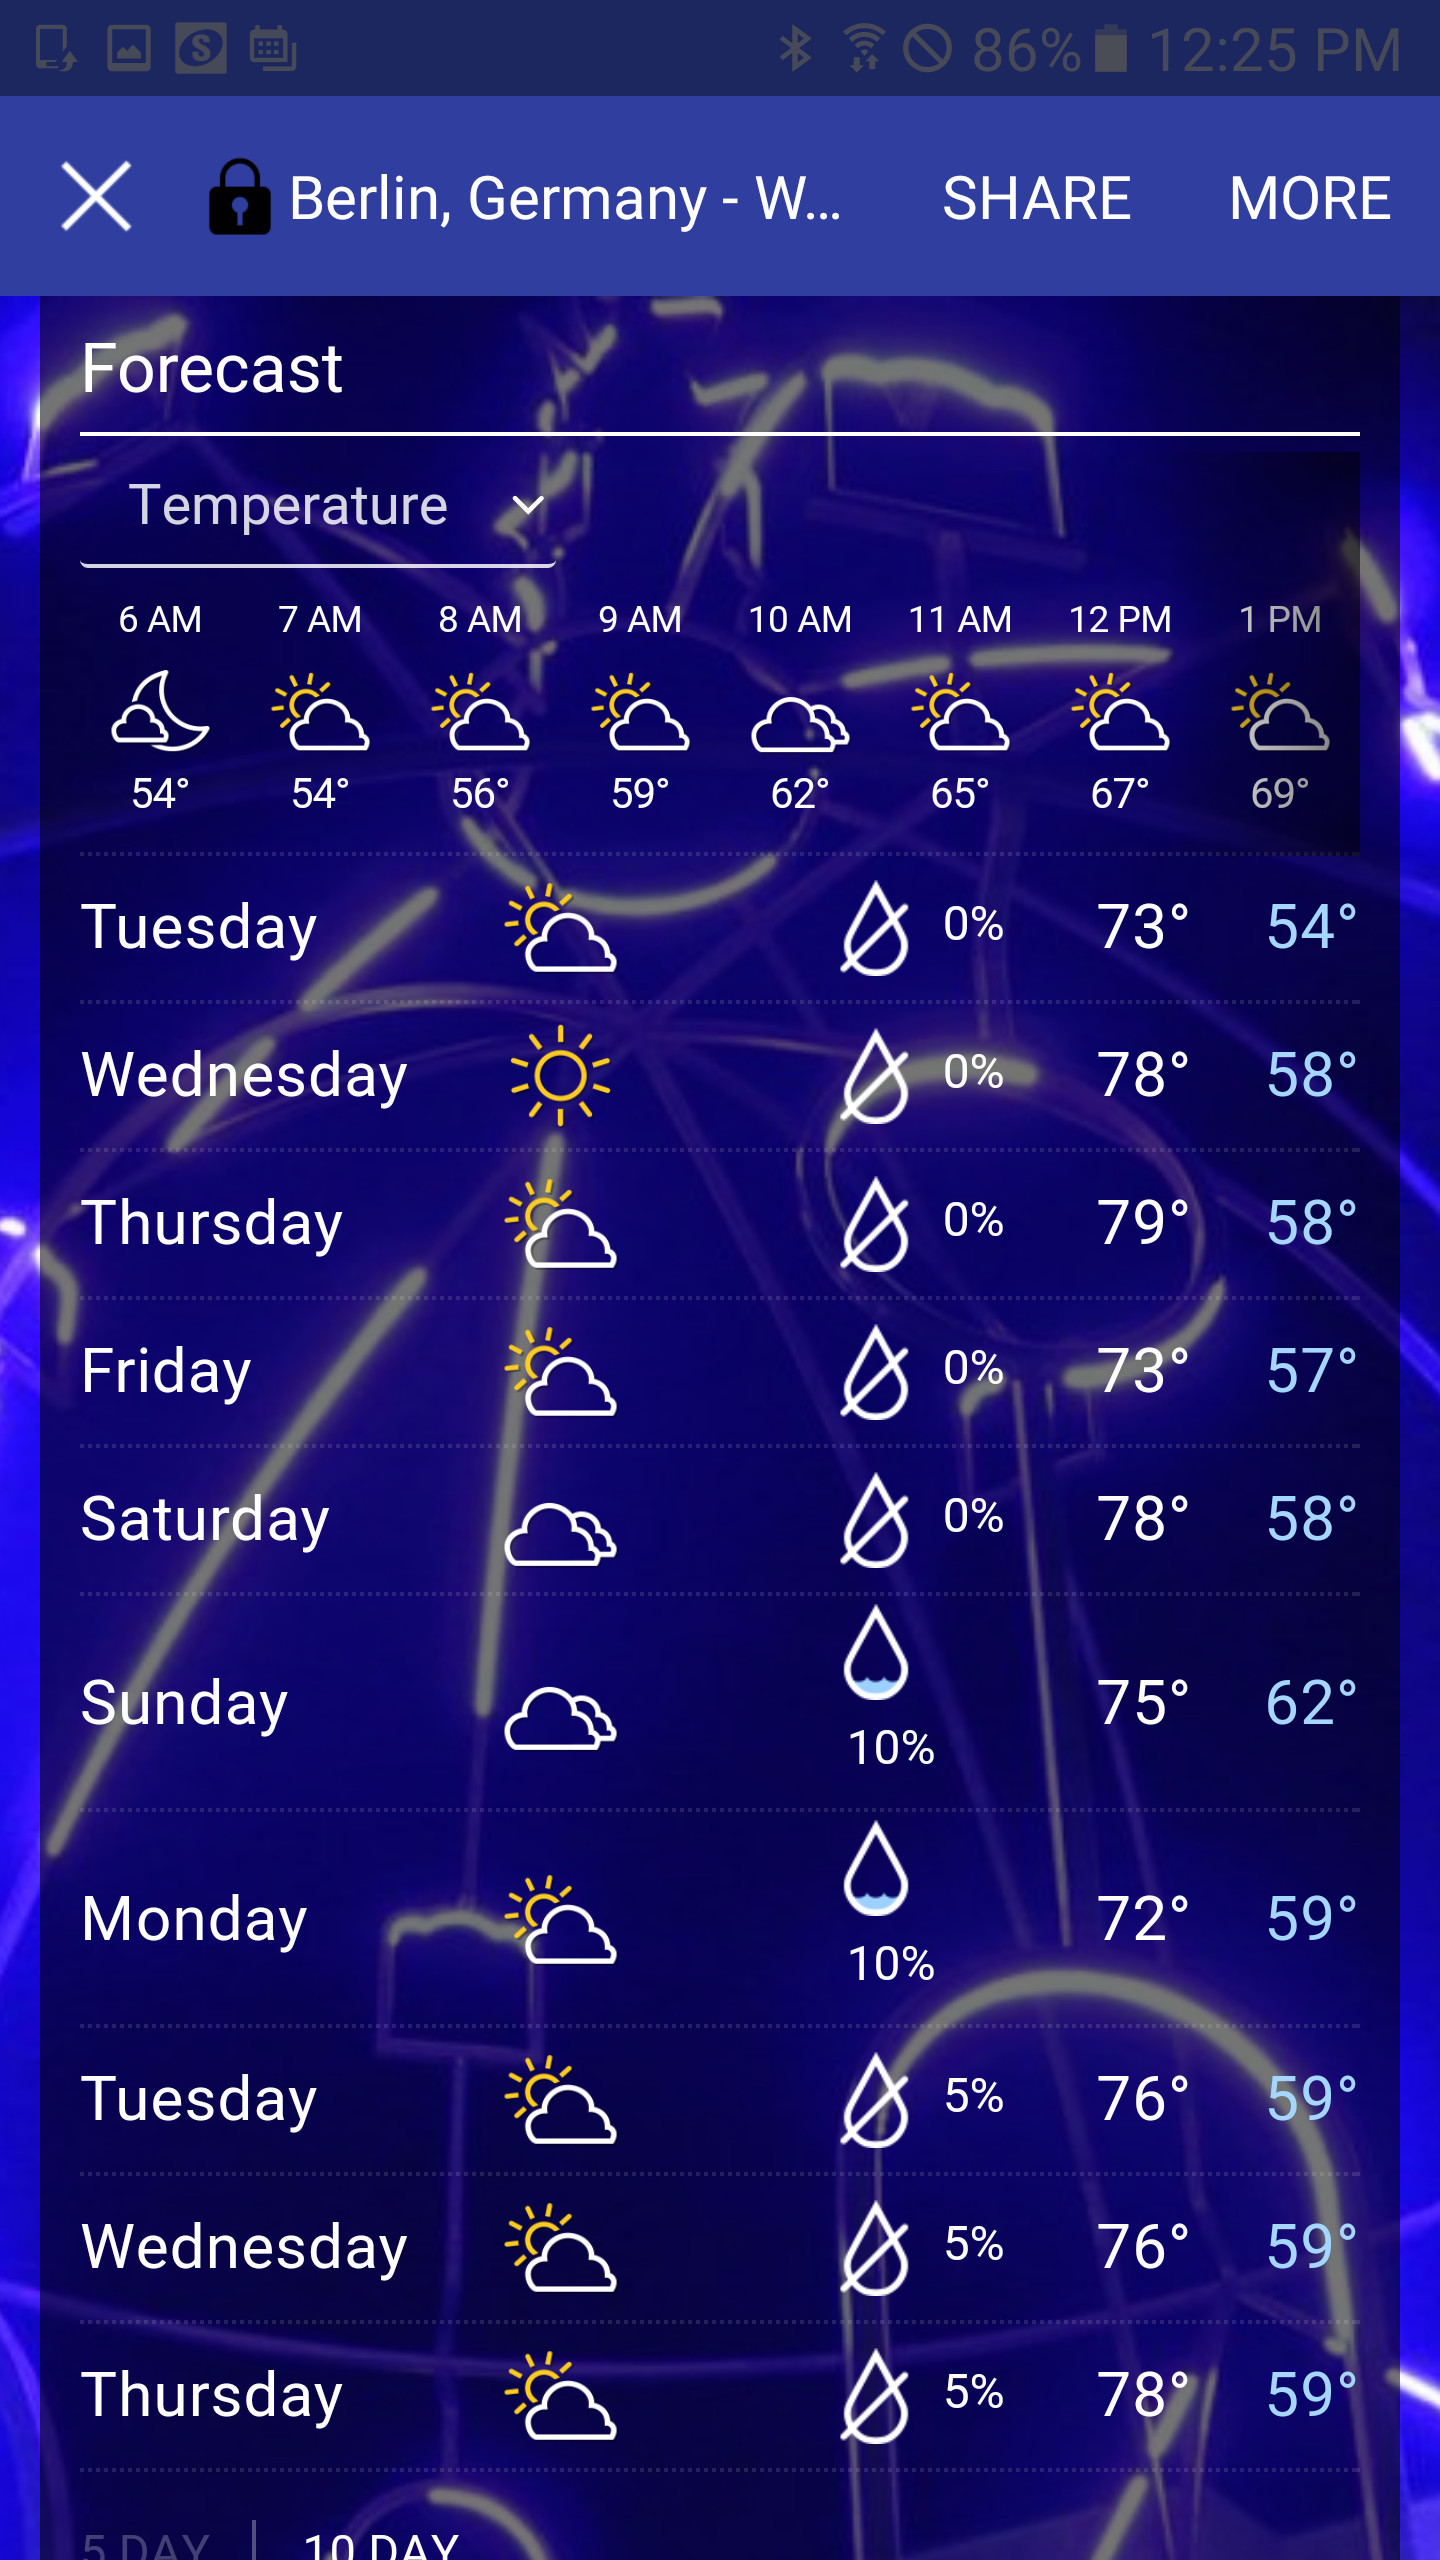 86% 12:25 PM
Berlin, Germany - W... SHARE MORE
Forecast
Temperature
6 AM 7 AM 8 AM 9 AM 10 AM 11 AM 12 PM 1 PM
54° 54° 56° 59° 62° 65° 67° 69°
Tuesday 0% 73° 54°
Wednesday 0% 78° 58°
Thursday 0% 79° 58°
Friday 0% 73° 57°
Saturday 0% 78° 58°
Sunday 10% 75° 62°
Monday 10% 72° 59°
Tuesday 5% 76° 59°
Wednesday 5% 76° 59°
Thursday 5% 78° 59°
5 DAY | 10 DAY